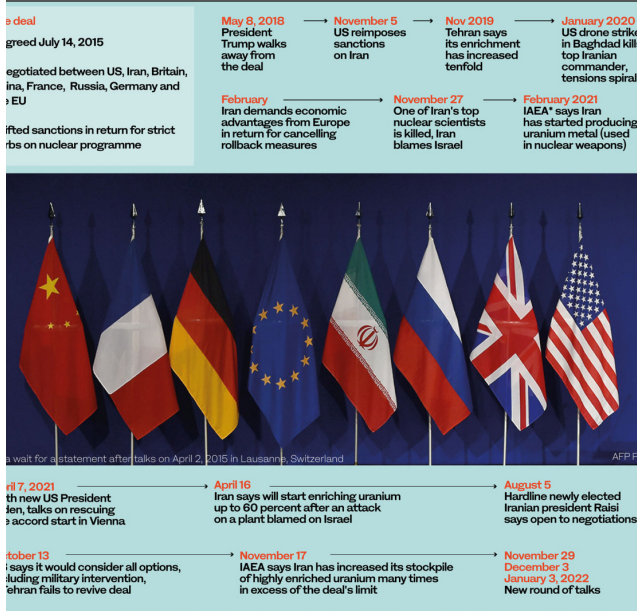 e deal
greed July 14, 2015
egotiated between US, Iran, Britain,
ina, France, Russia, Germany and
e EU
ifted sanctions in return for strict
rbs on nuclear programme
May 8, 2018
President
Trump walks
away from
the deal
November 5
US reimposes
sanctions
on Iran
Nov 2019
Tehran says
its enrichment
has increased
tenfold
January 2020
US drone strike
in Baghdad kills
top Iranian
commander,
tensions spiral
February
Iran demands economic
advantages from Europe
in return for cancelling
rollback measures
November 27
One of Iran's top
nuclear scientists
is killed, Iran
blames Israel
February 2021
IAEA* says Iran
has started producing
uranium metal (used
in nuclear weapons)
a wait for a statement after talks on April 2, 2015 in Lausanne, Switzerland
AFP F
ril 7, 2021
th new US President
den, talks on rescuing
e accord start in Vienna
April 16
Iran says will start enriching uranium
up to 60 percent after an attack
on a plant blamed on Israel
August 5
Hardline newly elected
Iranian president Raisi
says open to negotiations
ctober 13
S says it would consider all options,
cluding military intervention,
Tehran fails to revive deal
November 17
IAEA says Iran has increased its stockpile
of highly enriched uranium many times
in excess of the deal's limit
November 29
December 3
January 3, 2022
New round of talks